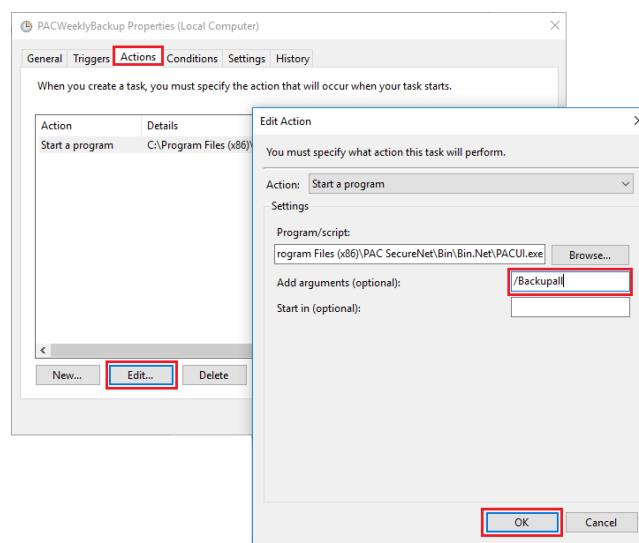 PACWeeklyBackup Properties (Local Computer)
General Triggers Actions Conditions Settings History
When you create a task, you must specify the action that will occur when your task starts.
Action Details
Start a program C:\Program Files (x86)\
New... Edit... Delete
Edit Action
You must specify what action this task will perform.
Action: Start a program
Settings
Program/script:
rogram Files (x86)\PAC SecureNet\Bin\Bin.Net\PACUI.exe Browse...
Add arguments (optional): /Backupall
Start in (optional):
OK Cancel